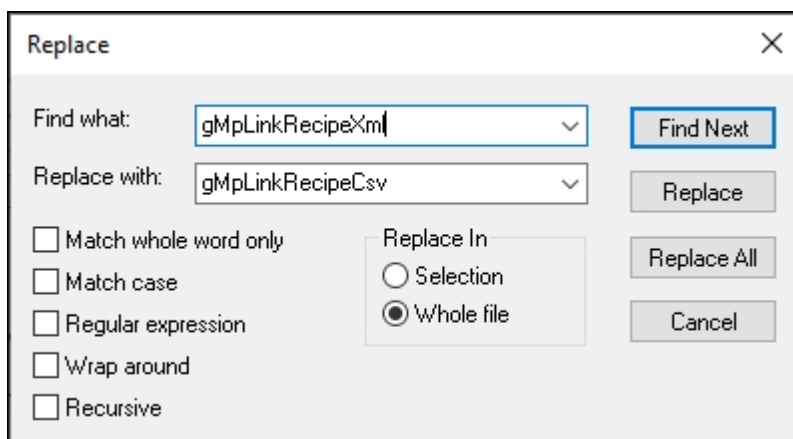 Replace
Find what:
gMpLinkRecipeXml
Find Next
Replace with:
gMpLinkRecipeCsv
Replace
Match whole word only
Match case
Regular expression
Wrap around
Recursive
Replace In
Selection
Whole file
Replace All
Cancel